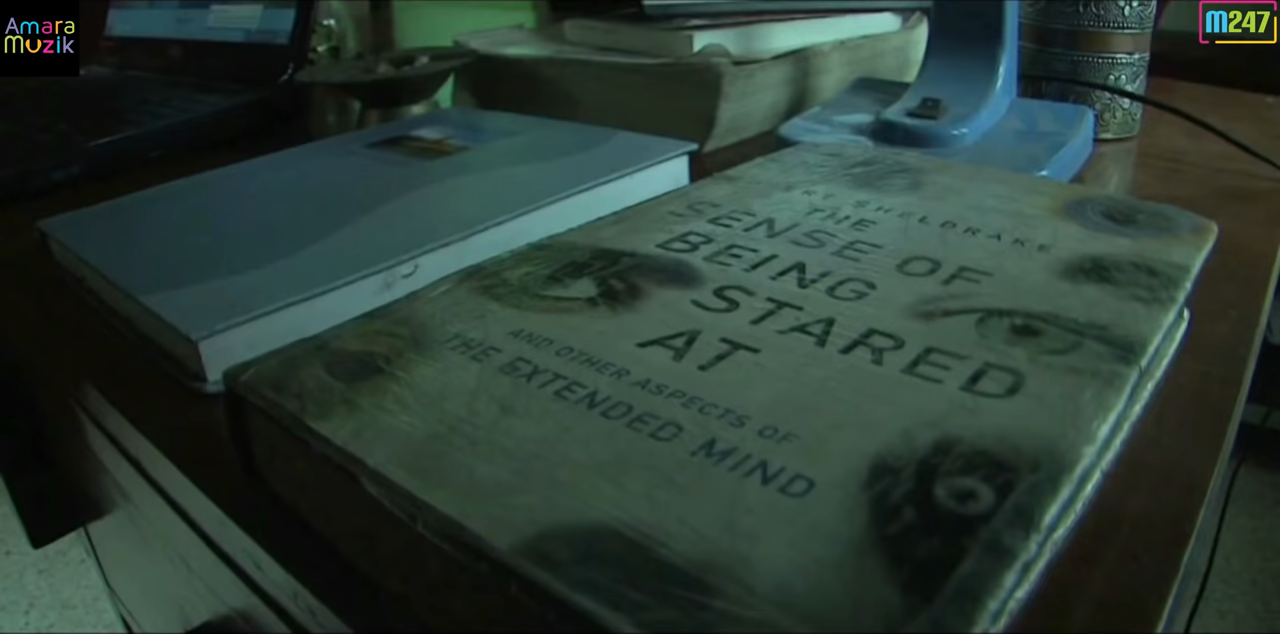 Amara
Muzik
M247
SHELDRAKE
THE
SENSE OF
BEING
STARED
AT
AND OTHER ASPECTS OF
THE EXTENDED MIND